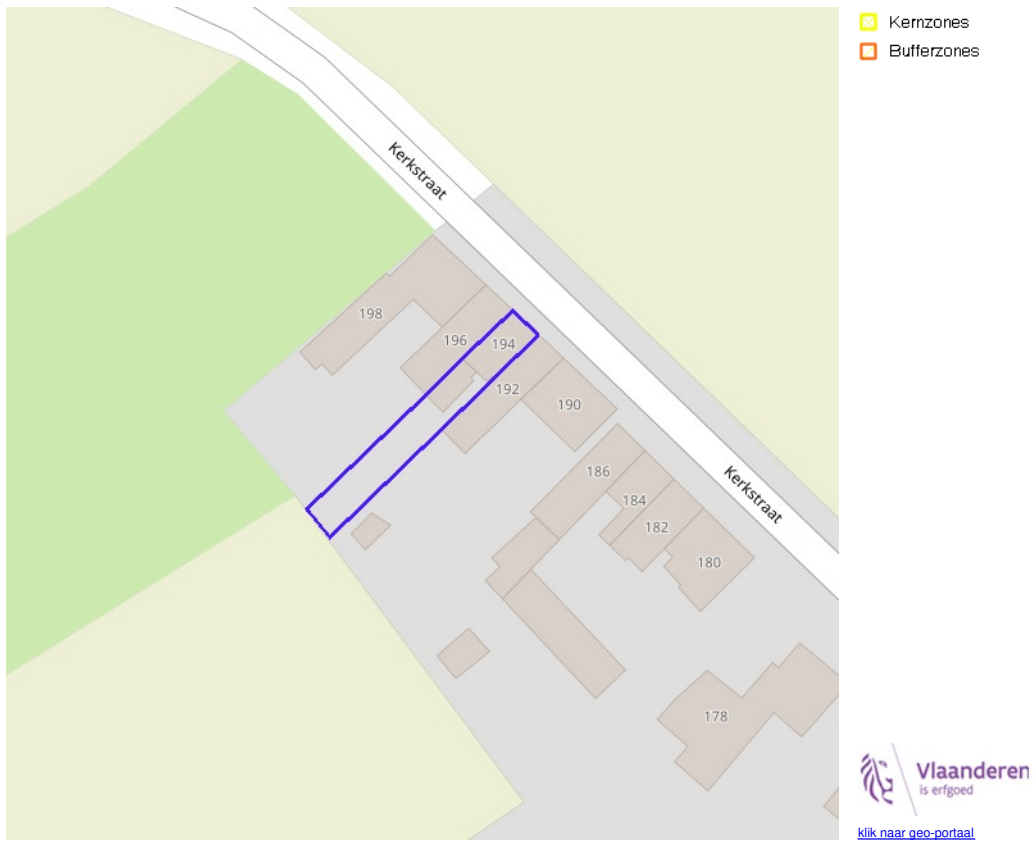 Kernzones
Bufferzones
Kerkstraat
198
196
194
192
190
186
184
182
180
178
Kerkstraat
Vlaanderen
is erfgoed
klik naar geo-portaal